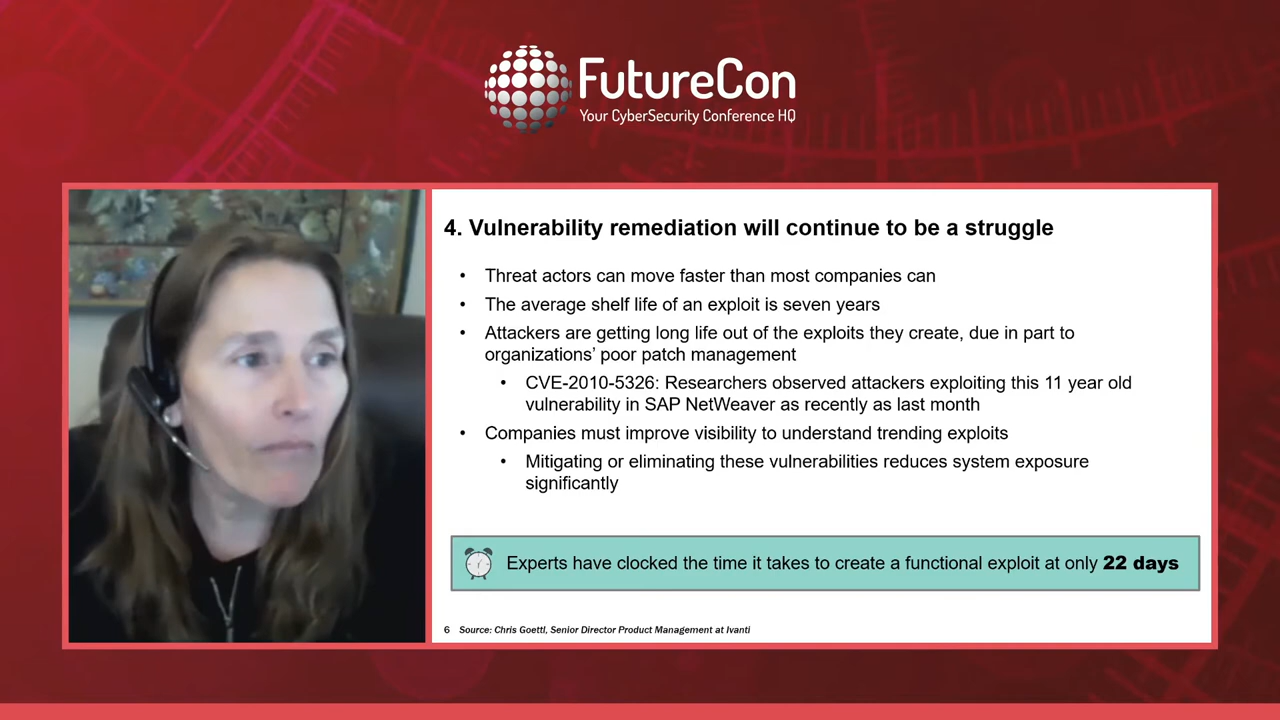 FutureCon
Your CyberSecurity Conference HQ
4. Vulnerability remediation will continue to be a struggle
• Threat actors can move faster than most companies can
• The average shelf life of an exploit is seven years
• Attackers are getting long life out of the exploits they create, due in part to
organizations’ poor patch management
• CVE-2010-5326: Researchers observed attackers exploiting this 11 year old
vulnerability in SAP NetWeaver as recently as last month
• Companies must improve visibility to understand trending exploits
• Mitigating or eliminating these vulnerabilities reduces system exposure
significantly
Experts have clocked the time it takes to create a functional exploit at only 22 days
6 Source: Chris Goettl, Senior Director Product Management at Ivanti